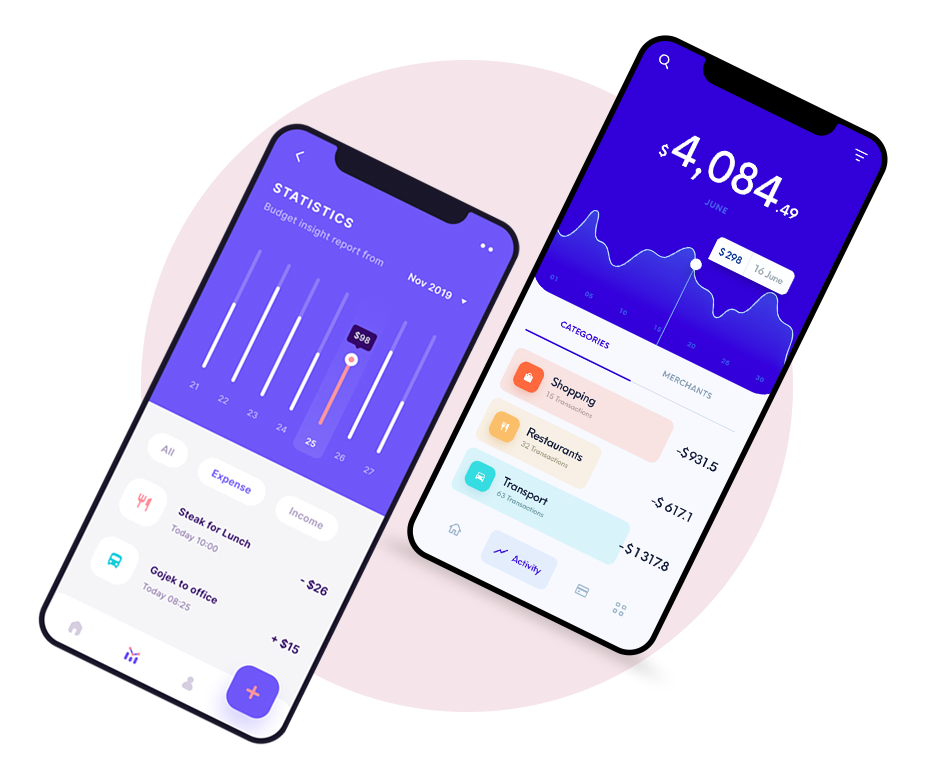 STATISTICS
Budget insight report from
Nov 2019
$98
21
22
23
24
25
26
27
All
Expense
Income
Steak for Lunch
Today 10:00
- $26
Gojek to office
Today 08:25
+ $15
$4,084.49
JUNE
$298
16 June
01
05
10
15
20
25
30
CATEGORIES
MERCHANTS
Shopping
15 Transactions
-$931.5
Restaurants
32 Transactions
-$617.1
Transport
63 Transactions
-$1317.8
Activity